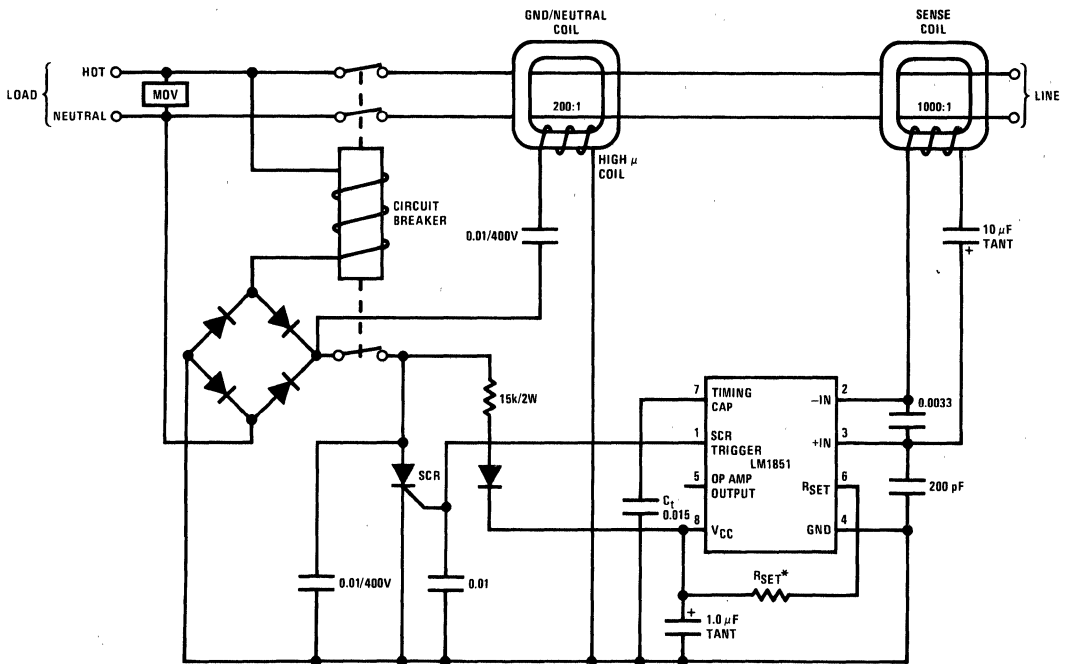 GND/NEUTRAL
COIL
SENSE
COIL
LOAD
HOT
MOV
NEUTRAL
200:1
1000:1
LINE
HIGH μ
COIL
CIRCUIT
BREAKER
0.01/400V
10 μF
TANT
+
15k/2W
7
TIMING
CAP
2
–IN
0.0033
1
SCR
TRIGGER
3
+IN
LM1851
SCR
5
OP AMP
OUTPUT
6
RSET
200 pF
Ct
0.015
8
VCC
4
GND
0.01/400V
0.01
RSET*
+
1.0 μF
TANT